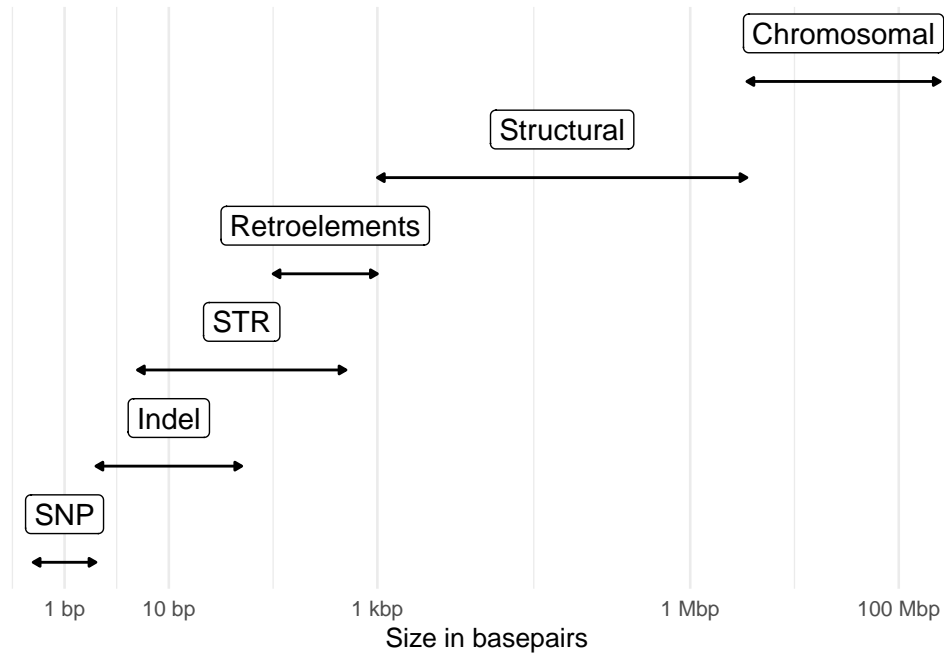 Chromosomal
Structural
Retroelements
STR
Indel
SNP
1 bp 10 bp 1 kbp 1 Mbp 100 Mbp
Size in basepairs